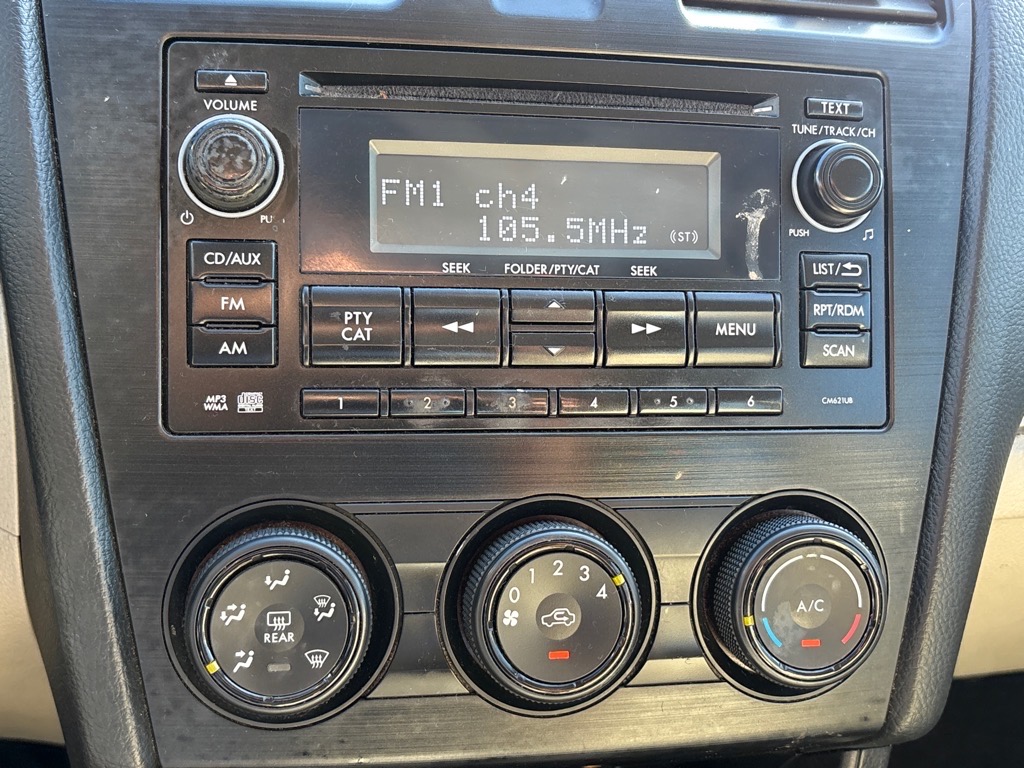 VOLUME
TEXT
TUNE/TRACK/CH
FM1 ch4
105.5MHz
(ST)
PUSH
CD/AUX
SEEK FOLDER/PTY/CAT SEEK
LIST/
FM
PTY
CAT
MENU
RPT/RDM
AM
SCAN
MP3
WMA
disc
TEXT
1 2 3 4 5 6
CM621UB
REAR
0 1 2 3 4
A/C